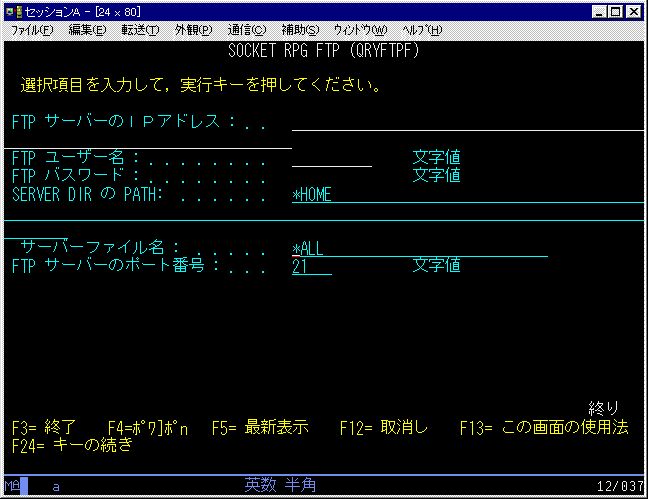 セッションA - [24 x 80]
ﾌｧｲﾙ(F) 編集(E) 転送(T) 外観(P) 通信(C) 補助(S) ｳｨﾝﾄﾞｳ(W) ﾍﾙﾌﾟ(H)
SOCKET RPG FTP (QRYFTPF)
選択項目を入力して，実行キーを押してください。
FTP サーバーのＩＰアドレス : . .
FTP ユーザー名 : . . . . . . . . 文字値
FTP パスワード : . . . . . . . . 文字値
SERVER DIR の PATH: . . . . . . *HOME
サーバーファイル名 : . . . . . . *ALL
FTP サーバーのポート番号 : . . . 21 文字値
終り
F3= 終了 F4=ﾎﾟﾜ]ﾎﾟn F5= 最新表示 F12= 取消し F13= この画面の使用法
F24= キーの続き
MA a 英数 半角 12/037